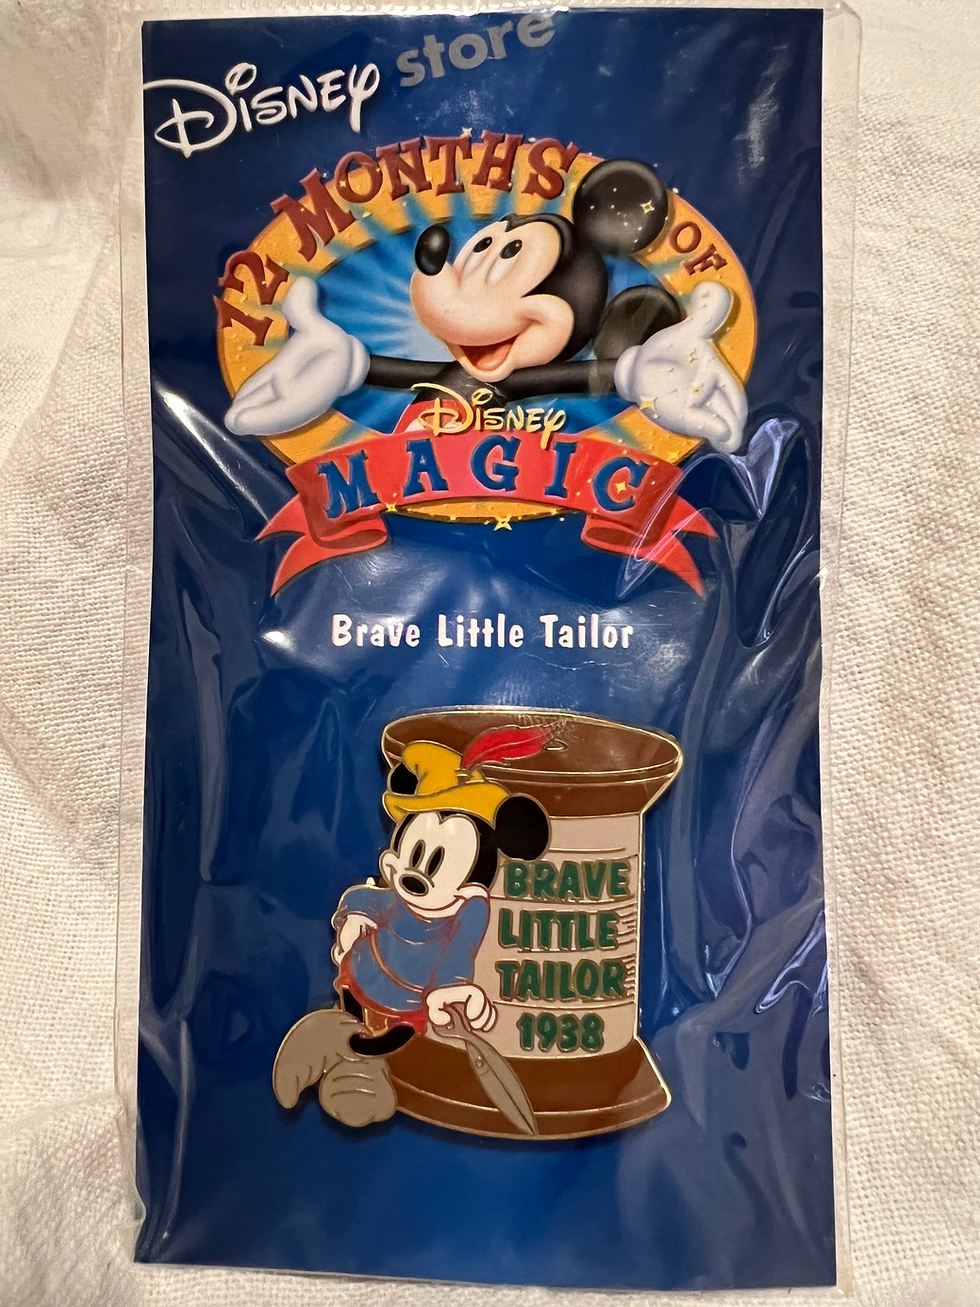 Disney store
12 MONTHS OF
Disney
MAGIC
Brave Little Tailor
BRAVE
LITTLE
TAILOR
1938